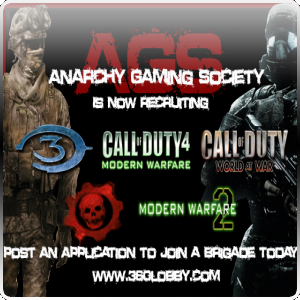 AGS
ANARCHY GAMING SOCIETY
IS NOW RECRUITING
3
CALL OF DUTY 4
MODERN WARFARE
CALL OF DUTY
WORLD AT WAR
MODERN WARFARE 2
POST AN APPLICATION TO JOIN A BRIGADE TODAY
WWW.360LOBBY.COM